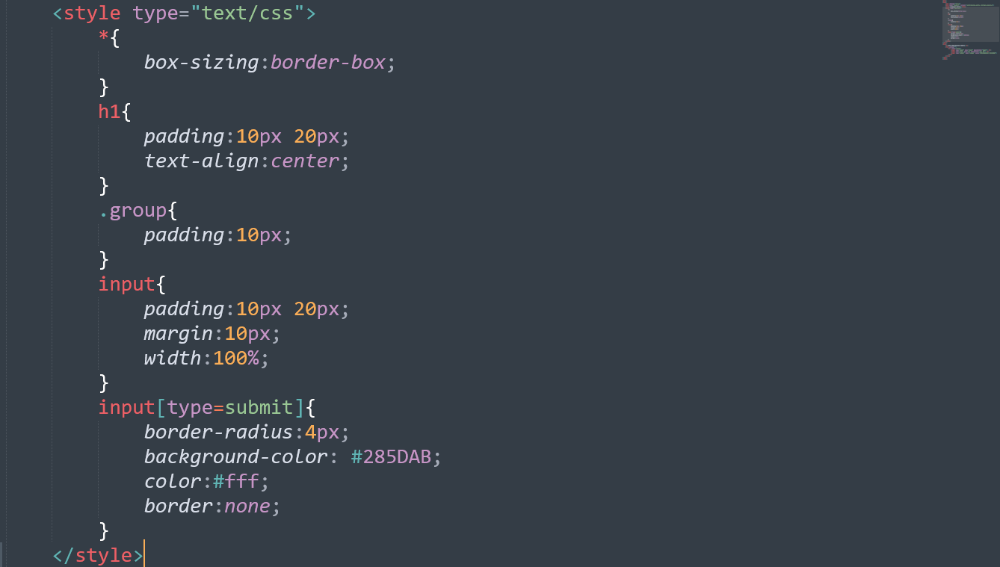 <style type="text/css">
*{
box-sizing:border-box;
}
h1{
padding:10px 20px;
text-align:center;
}
.group{
padding:10px;
}
input{
padding:10px 20px;
margin:10px;
width:100%;
}
input[type=submit]{
border-radius:4px;
background-color: #285DAB;
color:#fff;
border:none;
}
</style>